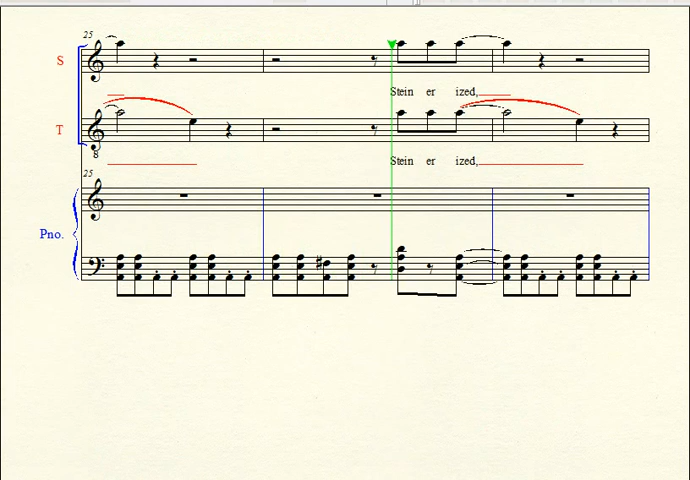 25
S
Stein er ized,
T
8
Stein er ized,
25
Pno.